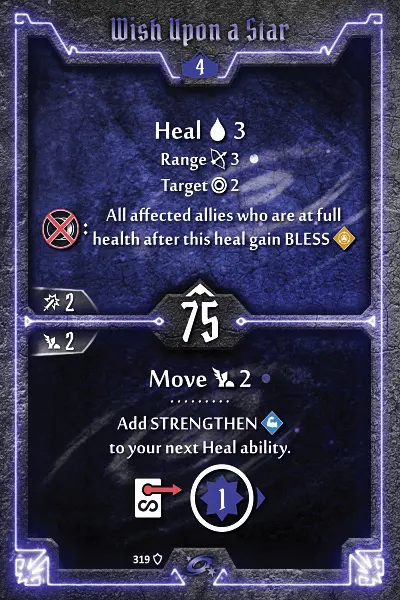 Wish Upon a Star
4
Heal 3
Range 3
Target 2
: All affected allies who are at full
health after this heal gain BLESS
2
75
2
Move 2
Add STRENGTHEN
to your next Heal ability.
1
319